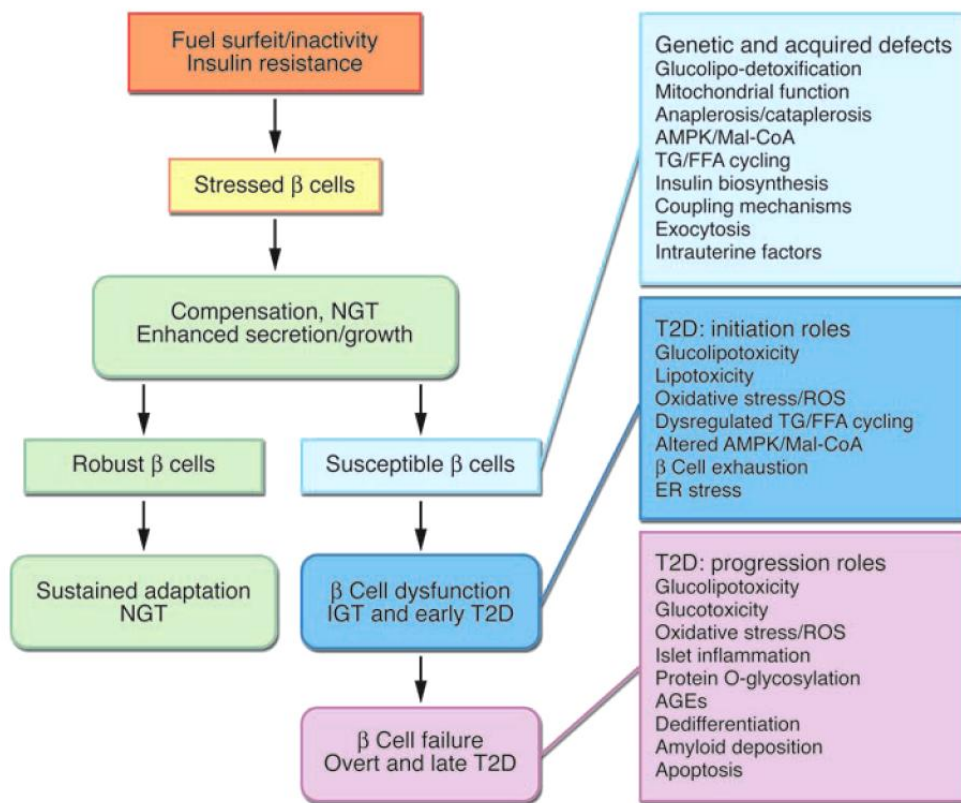 Fuel surfeit/inactivity
Insulin resistance
Stressed β cells
Compensation, NGT
Enhanced secretion/growth
Robust β cells
Susceptible β cells
Sustained adaptation
NGT
β Cell dysfunction
IGT and early T2D
β Cell failure
Overt and late T2D
Genetic and acquired defects
Glucolipo-detoxification
Mitochondrial function
Anaplerosis/cataplerosis
AMPK/Mal-CoA
TG/FFA cycling
Insulin biosynthesis
Coupling mechanisms
Exocytosis
Intrauterine factors
T2D: initiation roles
Glucolipotoxicity
Lipotoxicity
Oxidative stress/ROS
Dysregulated TG/FFA cycling
Altered AMPK/Mal-CoA
β Cell exhaustion
ER stress
T2D: progression roles
Glucolipotoxicity
Glucotoxicity
Oxidative stress/ROS
Islet inflammation
Protein O-glycosylation
AGEs
Dedifferentiation
Amyloid deposition
Apoptosis